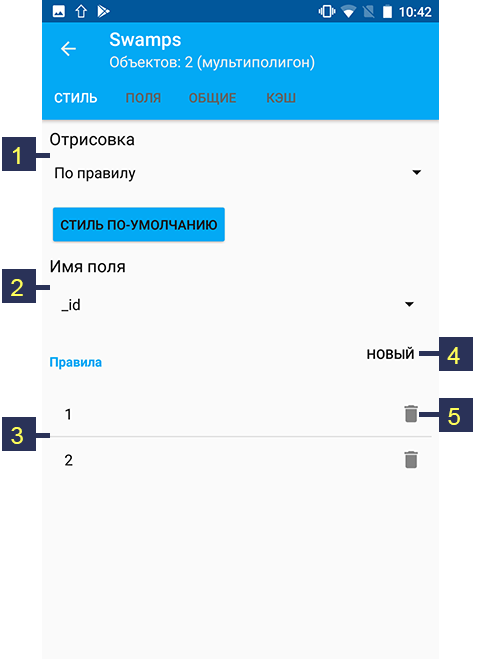 10:42
Swamps
Объектов: 2 (мультиполигон)
СТИЛЬ ПОЛЯ ОБЩИЕ КЭШ
Отрисовка
1
По правилу
СТИЛЬ ПО-УМОЛЧАНИЮ
Имя поля
2
_id
НОВЫЙ 4
Правила
1 5
3
2